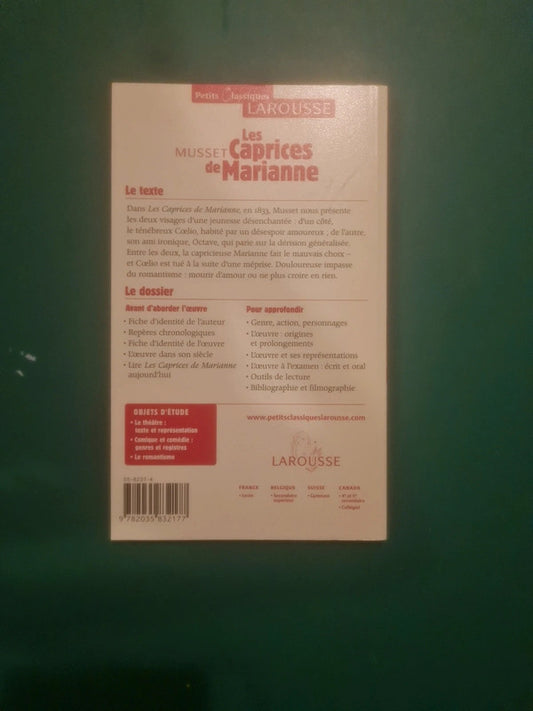 Petits Classiques
LAROUSSE
Les
MUSSET Caprices
de Marianne
Le texte
Dans Les Caprices de Marianne, en 1833, Musset nous présente
les deux visages d'une jeunesse désenchantée : d'un côté,
le ténébreux Cœlio, habité par un désespoir amoureux , de l'autre,
son ami ironique, Octave, qui parie sur la dérision généralisée.
Entre les deux, la capricieuse Marianne fait le mauvais choix –
et Cœlio est tué à la suite d'une méprise. Douloureuse impasse
du romantisme : mourir d'amour ou ne plus croire en rien.
Le dossier
Avant d'aborder l'œuvre
• Fiche d'identité de l'auteur
• Repères chronologiques
• Fiche d'identité de l'œuvre
• L'œuvre dans son siècle
• Lire Les Caprices de Marianne
aujourd'hui
Pour approfondir
• Genre, action, personnages
• L'œuvre : origines
et prolongements
• L'œuvre et ses représentations
• L'œuvre à l'examen : écrit et oral
• Outils de lecture
• Bibliographie et filmographie
OBJETS D'ÉTUDE
• Le théâtre :
texte et représentation
• Comique et comédie :
genres et registres
• Le romantisme
www.petitsclassiqueslarousse.com
LAROUSSE
FRANCE
• Lycée
BELGIQUE
• Secondaire
supérieur
SUISSE
• Gymnase
CANADA
secondaire
• Collégial
9 782035 832177